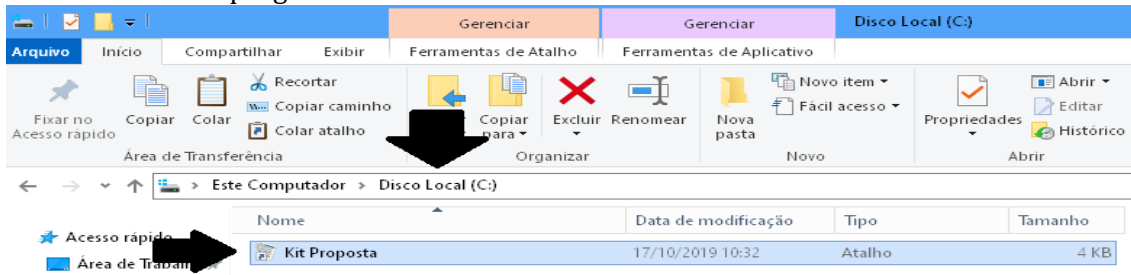 Gerenciar Gerenciar Disco Local (C:)
Arquivo Início Compartilhar Exibir Ferramentas de Atalho Ferramentas de Aplicativo
Recortar Novo item Abrir
Copiar caminho Fácil acesso Editar
Fixar no Copiar Colar Copiar Excluir Renomear Nova Propriedades
Acesso rápido Colar atalho para pasta Histórico
Área de Transferência Organizar Novo Abrir
Este Computador > Disco Local (C:)
Nome Data de modificação Tipo Tamanho
Acesso rápido
Kit Proposta 17/10/2019 10:32 Atalho 4 KB
Área de